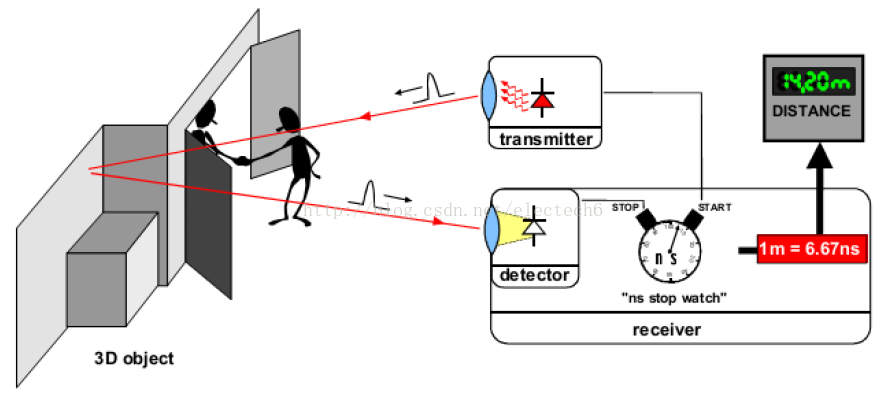 14,20m
DISTANCE
transmitter
http://blog.csdn.net/electech6
STOP
START
n s
1m = 6.67ns
detector
"ns stop watch"
receiver
3D object